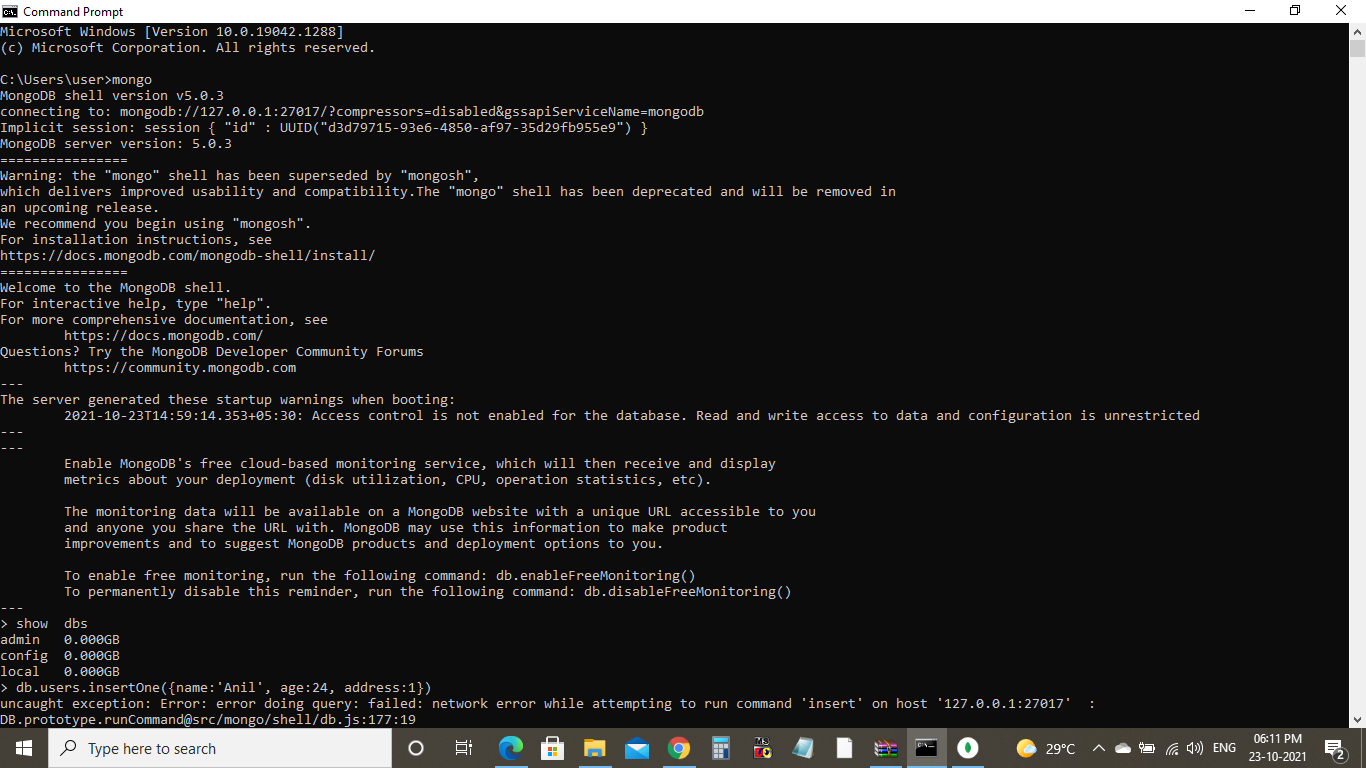 Command Prompt
Microsoft Windows [Version 10.0.19042.1288]
(c) Microsoft Corporation. All rights reserved.
C:\Users\user>mongo
MongoDB shell version v5.0.3
connecting to: mongodb://127.0.0.1:27017/?compressors=disabled&gssapiServiceName=mongodb
Implicit session: session { "id" : UUID("d3d79715-93e6-4850-af97-35d29fb955e9") }
MongoDB server version: 5.0.3
================
Warning: the "mongo" shell has been superseded by "mongosh",
which delivers improved usability and compatibility.The "mongo" shell has been deprecated and will be removed in
an upcoming release.
We recommend you begin using "mongosh".
For installation instructions, see
https://docs.mongodb.com/mongodb-shell/install/
================
Welcome to the MongoDB shell.
For interactive help, type "help".
For more comprehensive documentation, see
        https://docs.mongodb.com/
Questions? Try the MongoDB Developer Community Forums
        https://community.mongodb.com
---
The server generated these startup warnings when booting:
        2021-10-23T14:59:14.353+05:30: Access control is not enabled for the database. Read and write access to data and configuration is unrestricted
---
---
        Enable MongoDB's free cloud-based monitoring service, which will then receive and display
        metrics about your deployment (disk utilization, CPU, operation statistics, etc).
        The monitoring data will be available on a MongoDB website with a unique URL accessible to you
        and anyone you share the URL with. MongoDB may use this information to make product
        improvements and to suggest MongoDB products and deployment options to you.
        To enable free monitoring, run the following command: db.enableFreeMonitoring()
        To permanently disable this reminder, run the following command: db.disableFreeMonitoring()
---
> show  dbs
admin   0.000GB
config  0.000GB
local   0.000GB
> db.users.insertOne({name:'Anil', age:24, address:1})
uncaught exception: Error: error doing query: failed: network error while attempting to run command 'insert' on host '127.0.0.1:27017'  :
DB.prototype.runCommand@src/mongo/shell/db.js:177:19
Type here to search
29°C
ENG
06:11 PM
23-10-2021
2